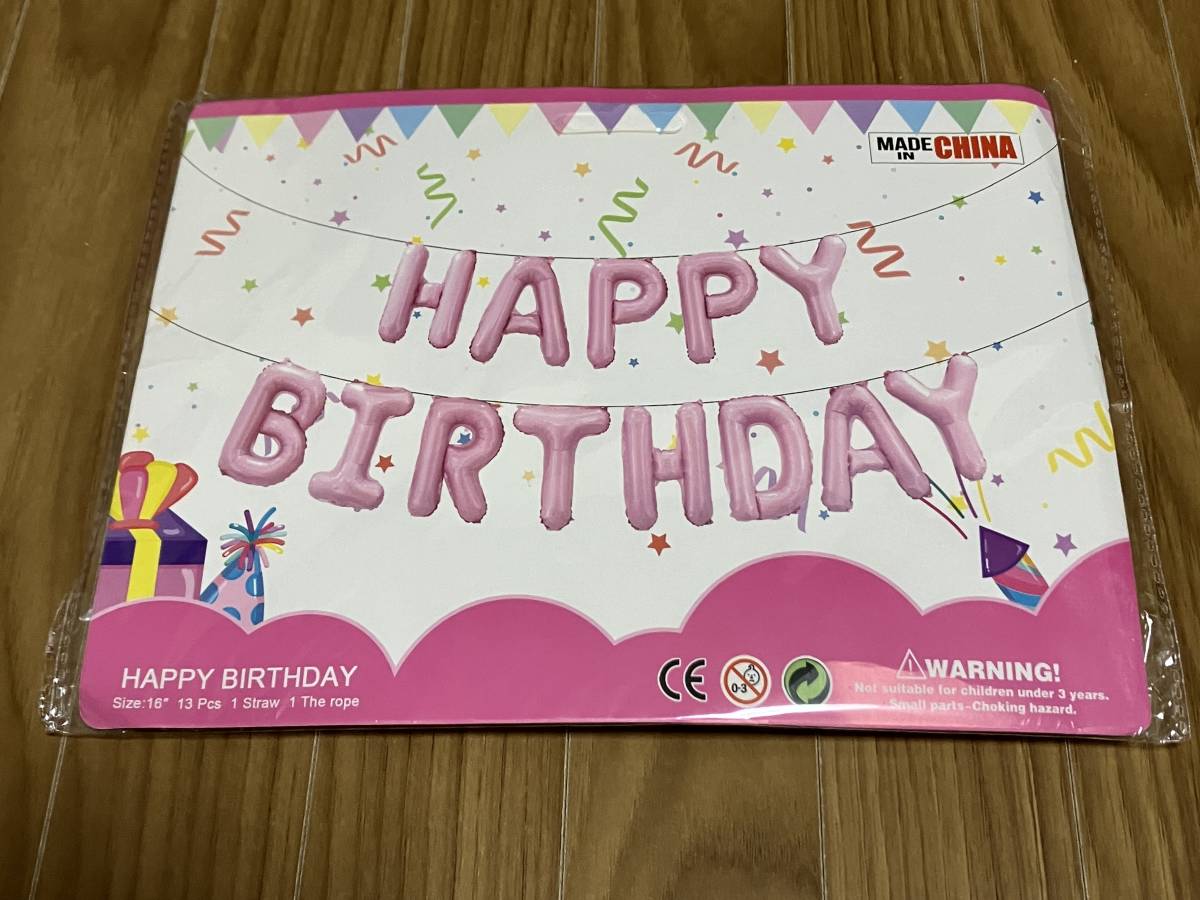 MADE IN CHINA
HAPPY
BIRTHDAY
HAPPY BIRTHDAY
Size:16" 13 Pcs 1 Straw 1 The rope
CE
0-3
WARNING!
Not suitable for children under 3 years.
Small parts-Choking hazard.